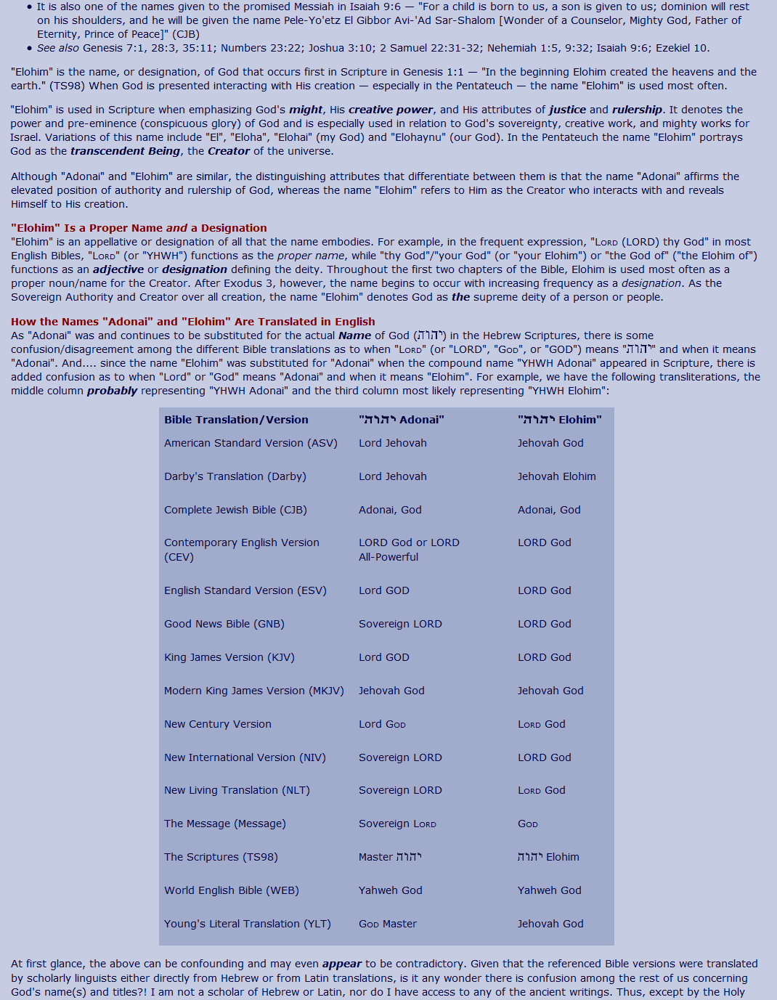 • It is also one of the names given to the promised Messiah in Isaiah 9:6 — "For a child is born to us, a son is given to us; dominion will rest
on his shoulders, and he will be given the name Pele-Yo'etz El Gibbor Avi-'Ad Sar-Shalom [Wonder of a Counselor, Mighty God, Father of
Eternity, Prince of Peace]" (CJB)
• See also Genesis 7:1, 28:3, 35:11; Numbers 23:22; Joshua 3:10; 2 Samuel 22:31-32; Nehemiah 1:5, 9:32; Isaiah 9:6; Ezekiel 10.
"Elohim" is the name, or designation, of God that occurs first in Scripture in Genesis 1:1 — "In the beginning Elohim created the heavens and the
earth." (TS98) When God is presented interacting with His creation — especially in the Pentateuch — the name "Elohim" is used most often.
"Elohim" is used in Scripture when emphasizing God's might, His creative power, and His attributes of justice and rulership. It denotes the
power and pre-eminence (conspicuous glory) of God and is especially used in relation to God's sovereignty, creative work, and mighty works for
Israel. Variations of this name include "El", "Eloha", "Elohai" (my God) and "Elohaynu" (our God). In the Pentateuch the name "Elohim" portrays
God as the transcendent Being, the Creator of the universe.
Although "Adonai" and "Elohim" are similar, the distinguishing attributes that differentiate between them is that the name "Adonai" affirms the
elevated position of authority and rulership of God, whereas the name "Elohim" refers to Him as the Creator who interacts with and reveals
Himself to His creation.
"Elohim" Is a Proper Name and a Designation
"Elohim" is an appellative or designation of all that the name embodies. For example, in the frequent expression, "LORD (LORD) thy God" in most
English Bibles, "LORD" (or "YHWH") functions as the proper name, while "thy God"/"your God" (or "your Elohim") or "the God of" ("the Elohim of")
functions as an adjective or designation defining the deity. Throughout the first two chapters of the Bible, Elohim is used most often as a
proper noun/name for the Creator. After Exodus 3, however, the name begins to occur with increasing frequency as a designation. As the
Sovereign Authority and Creator over all creation, the name "Elohim" denotes God as the supreme deity of a person or people.
How the Names "Adonai" and "Elohim" Are Translated in English
As "Adonai" was and continues to be substituted for the actual Name of God (יהוה) in the Hebrew Scriptures, there is some
confusion/disagreement among the different Bible translations as to when "LORD" (or "LORD", "GOD", or "GOD") means "יהוה" and when it means
"Adonai". And.... since the name "Elohim" was substituted for "Adonai" when the compound name "YHWH Adonai" appeared in Scripture, there is
added confusion as to when "Lord" or "God" means "Adonai" and when it means "Elohim". For example, we have the following transliterations, the
middle column probably representing "YHWH Adonai" and the third column most likely representing "YHWH Elohim":
Bible Translation/Version "יהוה Adonai" "יהוה Elohim"
American Standard Version (ASV) Lord Jehovah Jehovah God
Darby's Translation (Darby) Lord Jehovah Jehovah Elohim
Complete Jewish Bible (CJB) Adonai, God Adonai, God
Contemporary English Version LORD God or LORD LORD God
(CEV) All-Powerful
English Standard Version (ESV) Lord GOD LORD God
Good News Bible (GNB) Sovereign LORD LORD God
King James Version (KJV) Lord GOD LORD God
Modern King James Version (MKJV) Jehovah God Jehovah God
New Century Version Lord GOD LORD God
New International Version (NIV) Sovereign LORD LORD God
New Living Translation (NLT) Sovereign LORD LORD God
The Message (Message) Sovereign LORD GOD
The Scriptures (TS98) Master יהוה יהוה Elohim
World English Bible (WEB) Yahweh God Yahweh God
Young's Literal Translation (YLT) GOD Master Jehovah God
At first glance, the above can be confounding and may even appear to be contradictory. Given that the referenced Bible versions were translated
by scholarly linguists either directly from Hebrew or from Latin translations, is it any wonder there is confusion among the rest of us concerning
God's name(s) and titles?! I am not a scholar of Hebrew or Latin, nor do I have access to any of the ancient writings. Thus, except by the Holy